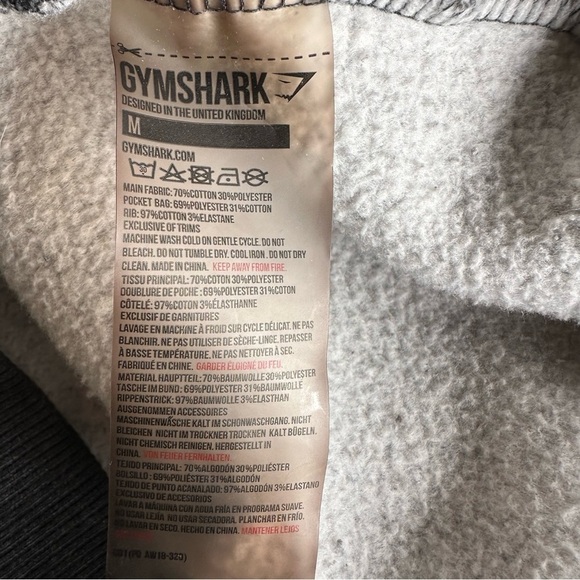 GYMSHARK
DESIGNED IN THE UNITED KINGDOM
M
GYMSHARK.COM
30
MAIN FABRIC: 70%COTTON 30%POLYESTER
POCKET BAG: 69%POLYESTER 31%COTTON
RIB: 97%COTTON 3%ELASTANE
EXCLUSIVE OF TRIMS
MACHINE WASH COLD ON GENTLE CYCLE. DO NOT
BLEACH. DO NOT TUMBLE DRY. COOL IRON . DO NOT DRY
CLEAN. MADE IN CHINA. KEEP AWAY FROM FIRE.
TISSU PRINCIPAL: 70%COTON 30%POLYESTER
DOUBLURE DE POCHE : 69%POLYESTER 31%COTON
CÔTELÉ: 97%COTON 3%ÉLASTHANNE
EXCLUSIF DE GARNITURES
LAVAGE EN MACHINE À FROID SUR CYCLE DÉLICAT. NE PAS
BLANCHIR. NE PAS UTILISER DE SÈCHE-LINGE. REPASSER
À BASSE TEMPÉRATURE. NE PAS NETTOYER À SEC.
FABRIQUÉ EN CHINE. GARDER ÉLOIGNÉ DU FEU.
MATERIAL HAUPTTEIL: 70%BAUMWOLLE30%POLYESTER
TASCHE IM BUND: 69%POLYESTER 31%BAUMWOLLE
RIPPENSTRICK: 97%BAUMWOLLE 3%ELASTHAN
AUSGENOMMEN ACCESSOIRES
MASCHINENWÄSCHE KALT IM SCHONWASCHGANG. NICHT
BLEICHEN NICHT IM TROCKNER TROCKNEN KALT BÜGELN.
NICHT CHEMISCH REINIGEN. HERGESTELLT IN
CHINA. VON FEUER FERNHALTEN.
TEJIDO PRINCIPAL: 70%ALGODÓN 30%POLIÉSTER
BOLSILLO : 69%POLIÉSTER 31%ALGODÓN
TEJIDO DE PUNTO ACANALADO: 97%ALGODÓN 3%ELASTANO
EXCLUSIVO DE ACCESORIOS
LAVAR A MÁQUINA CON AGUA FRÍA EN PROGRAMA SUAVE.
NO USAR LEJÍA NO USAR SECADORA. PLANCHAR EN FRÍO.
NO LAVAR EN SECO. HECHO EN CHINA. MANTENER LEJOS